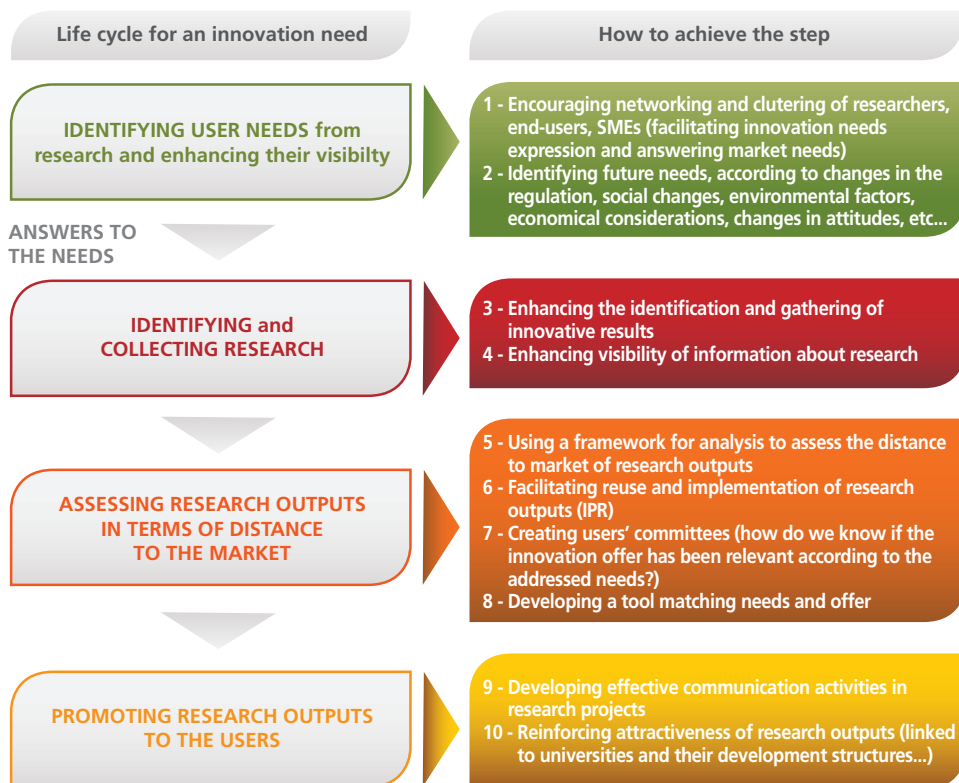 Life cycle for an innovation need
How to achieve the step
IDENTIFYING USER NEEDS from
research and enhancing their visibilty
1 - Encouraging networking and clutering of researchers,
end-users, SMEs (facilitating innovation needs
expression and answering market needs)
2 - Identifying future needs, according to changes in the
regulation, social changes, environmental factors,
economical considerations, changes in attitudes, etc...
ANSWERS TO
THE NEEDS
IDENTIFYING and
COLLECTING RESEARCH
3 - Enhancing the identification and gathering of
innovative results
4 - Enhancing visibility of information about research
ASSESSING RESEARCH OUTPUTS
IN TERMS OF DISTANCE
TO THE MARKET
5 - Using a framework for analysis to assess the distance
to market of research outputs
6 - Facilitating reuse and implementation of research
outputs (IPR)
7 - Creating users' committees (how do we know if the
innovation offer has been relevant according to the
addressed needs?)
8 - Developing a tool matching needs and offer
PROMOTING RESEARCH OUTPUTS
TO THE USERS
9 - Developing effective communication activities in
research projects
10 - Reinforcing attractiveness of research outputs (linked
to universities and their development structures...)